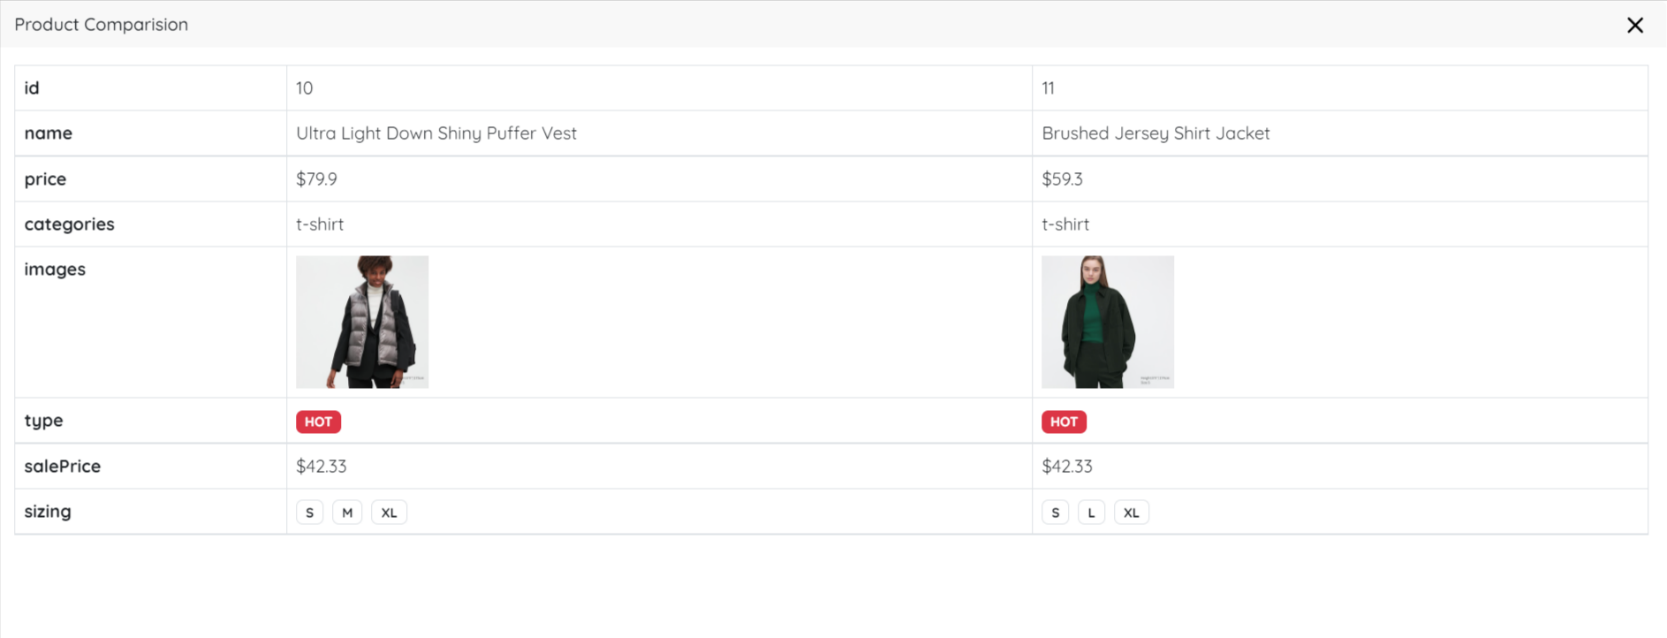 Product Comparision
id 10 11
name Ultra Light Down Shiny Puffer Vest Brushed Jersey Shirt Jacket
price $79.9 $59.3
categories t-shirt t-shirt
images
type HOT HOT
salePrice $42.33 $42.33
sizing S M XL S L XL